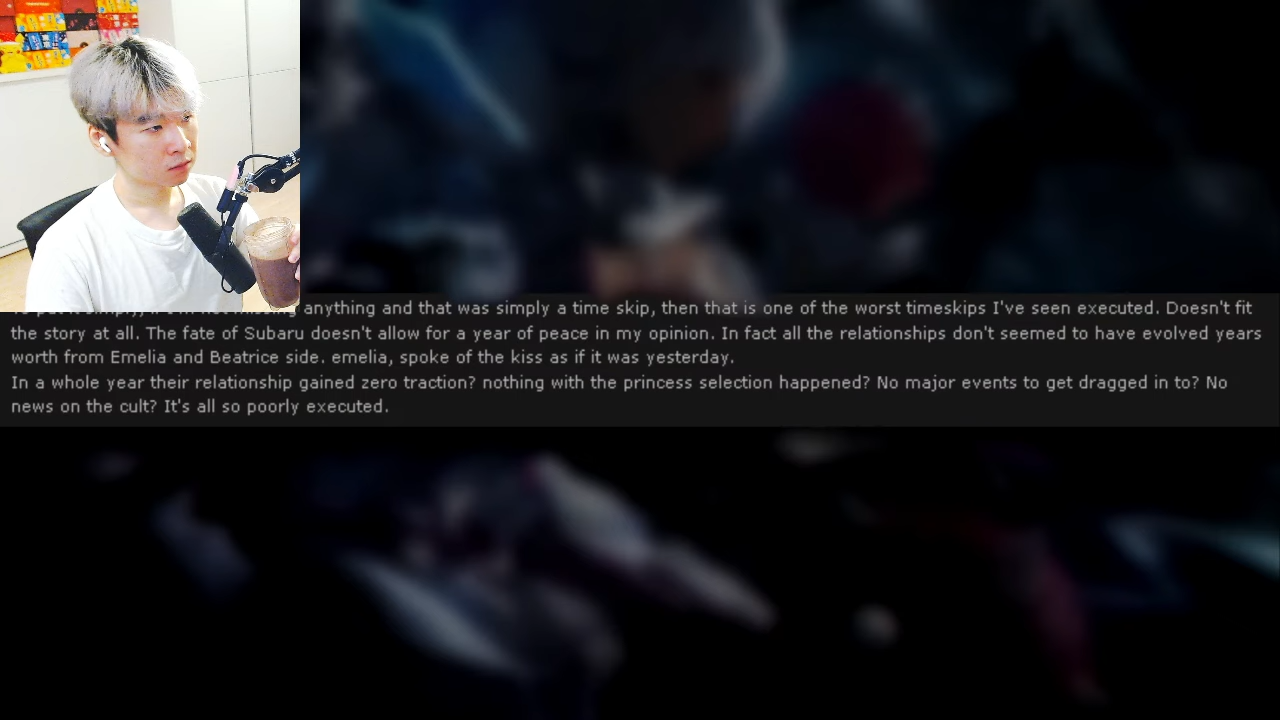 anything and that was simply a time skip, then that is one of the worst timeskips I've seen executed. Doesn't fit
the story at all. The fate of Subaru doesn't allow for a year of peace in my opinion. In fact all the relationships don't seemed to have evolved years
worth from Emelia and Beatrice side. emelia, spoke of the kiss as if it was yesterday.
In a whole year their relationship gained zero traction? nothing with the princess selection happened? No major events to get dragged in to? No
news on the cult? It's all so poorly executed.